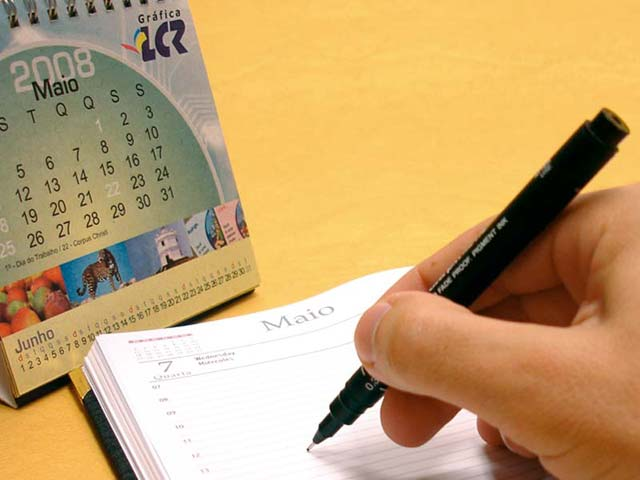 Gráfica
LCR
2008
Maio
S T Q Q S S
1 2 3
5 6 7 8 9 10
12 13 14 15 16 17
19 20 21 22 23 24
25 26 27 28 29 30 31
1º - Dia do Trabalho / 22 - Corpus Christi
Junho
d s t q q s s d s t q q s s d s t q q s s d s t q q s s d s
1 2 3 4 5 6 7 8 9 10 11 12 13 14 15 16 17 18 19 20 21 22 23 24 25 26 27 28 29 30
Maio
7 Wednesday
Miércoles
Quarta
07
09
10
11
12
13
FADE PROOF PIGMENT INK